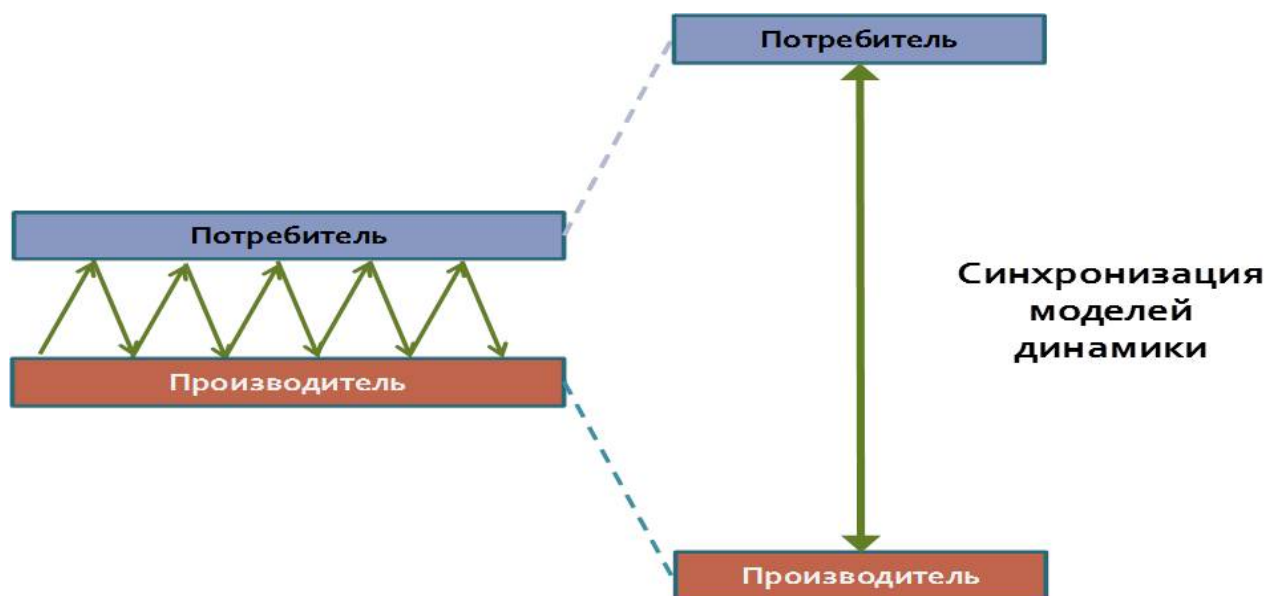 Потребитель
Потребитель
Синхронизация
моделей
динамики
Производитель
Производитель